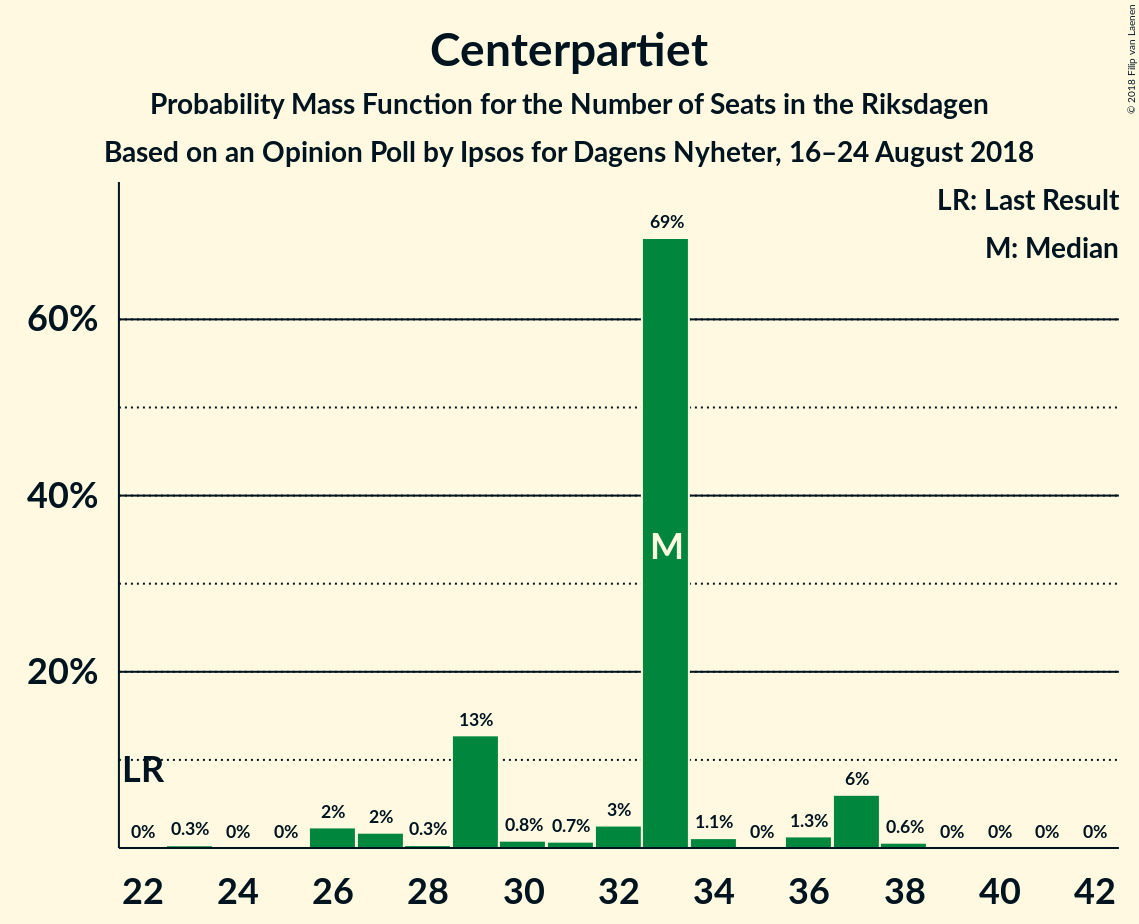 Centerpartiet
Probability Mass Function for the Number of Seats in the Riksdagen
Based on an Opinion Poll by Ipsos for Dagens Nyheter, 16–24 August 2018
© 2018 Filip van Laenen
LR: Last Result
M: Median
60%
40%
20%
LR
M
0%
0.3%
0%
0%
2%
2%
0.3%
13%
0.8%
0.7%
3%
69%
1.1%
0%
1.3%
6%
0.6%
0%
0%
0%
0%
22 24 26 28 30 32 34 36 38 40 42